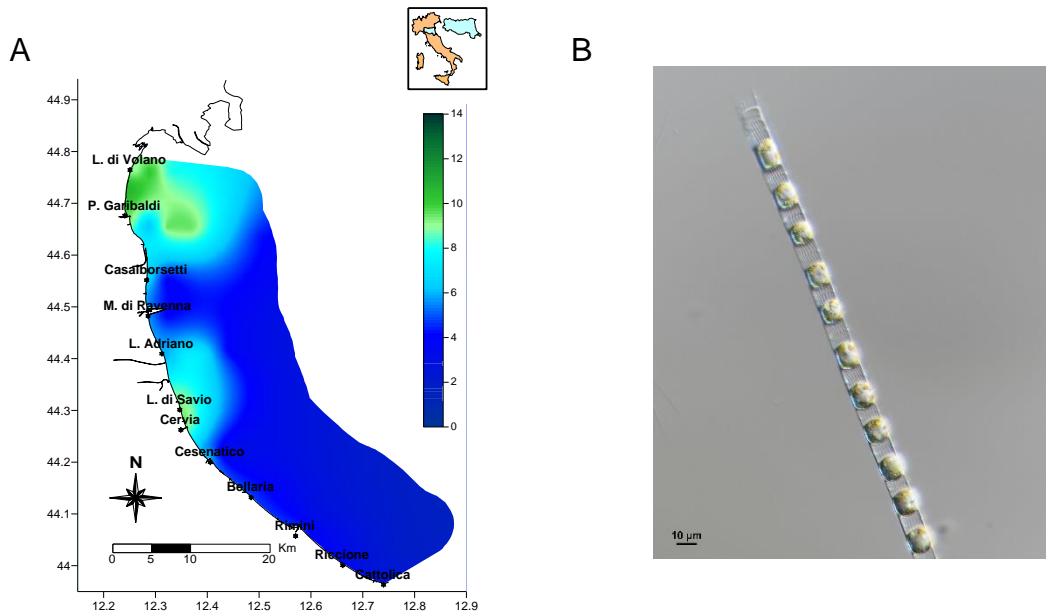 A
B
44.9
44.8
44.7
44.6
44.5
44.4
44.3
44.2
44.1
44
L. di Volano
P. Garibaldi
Casalborsetti
M. di Ravenna
L. Adriano
L. di Savio
Cervia
Cesenatico
Bellaria
Rimini
Riccione
Cattolica
14
12
10
8
6
4
2
0
N
0 5 10 20 Km
12.2 12.3 12.4 12.5 12.6 12.7 12.8 12.9
10 µm